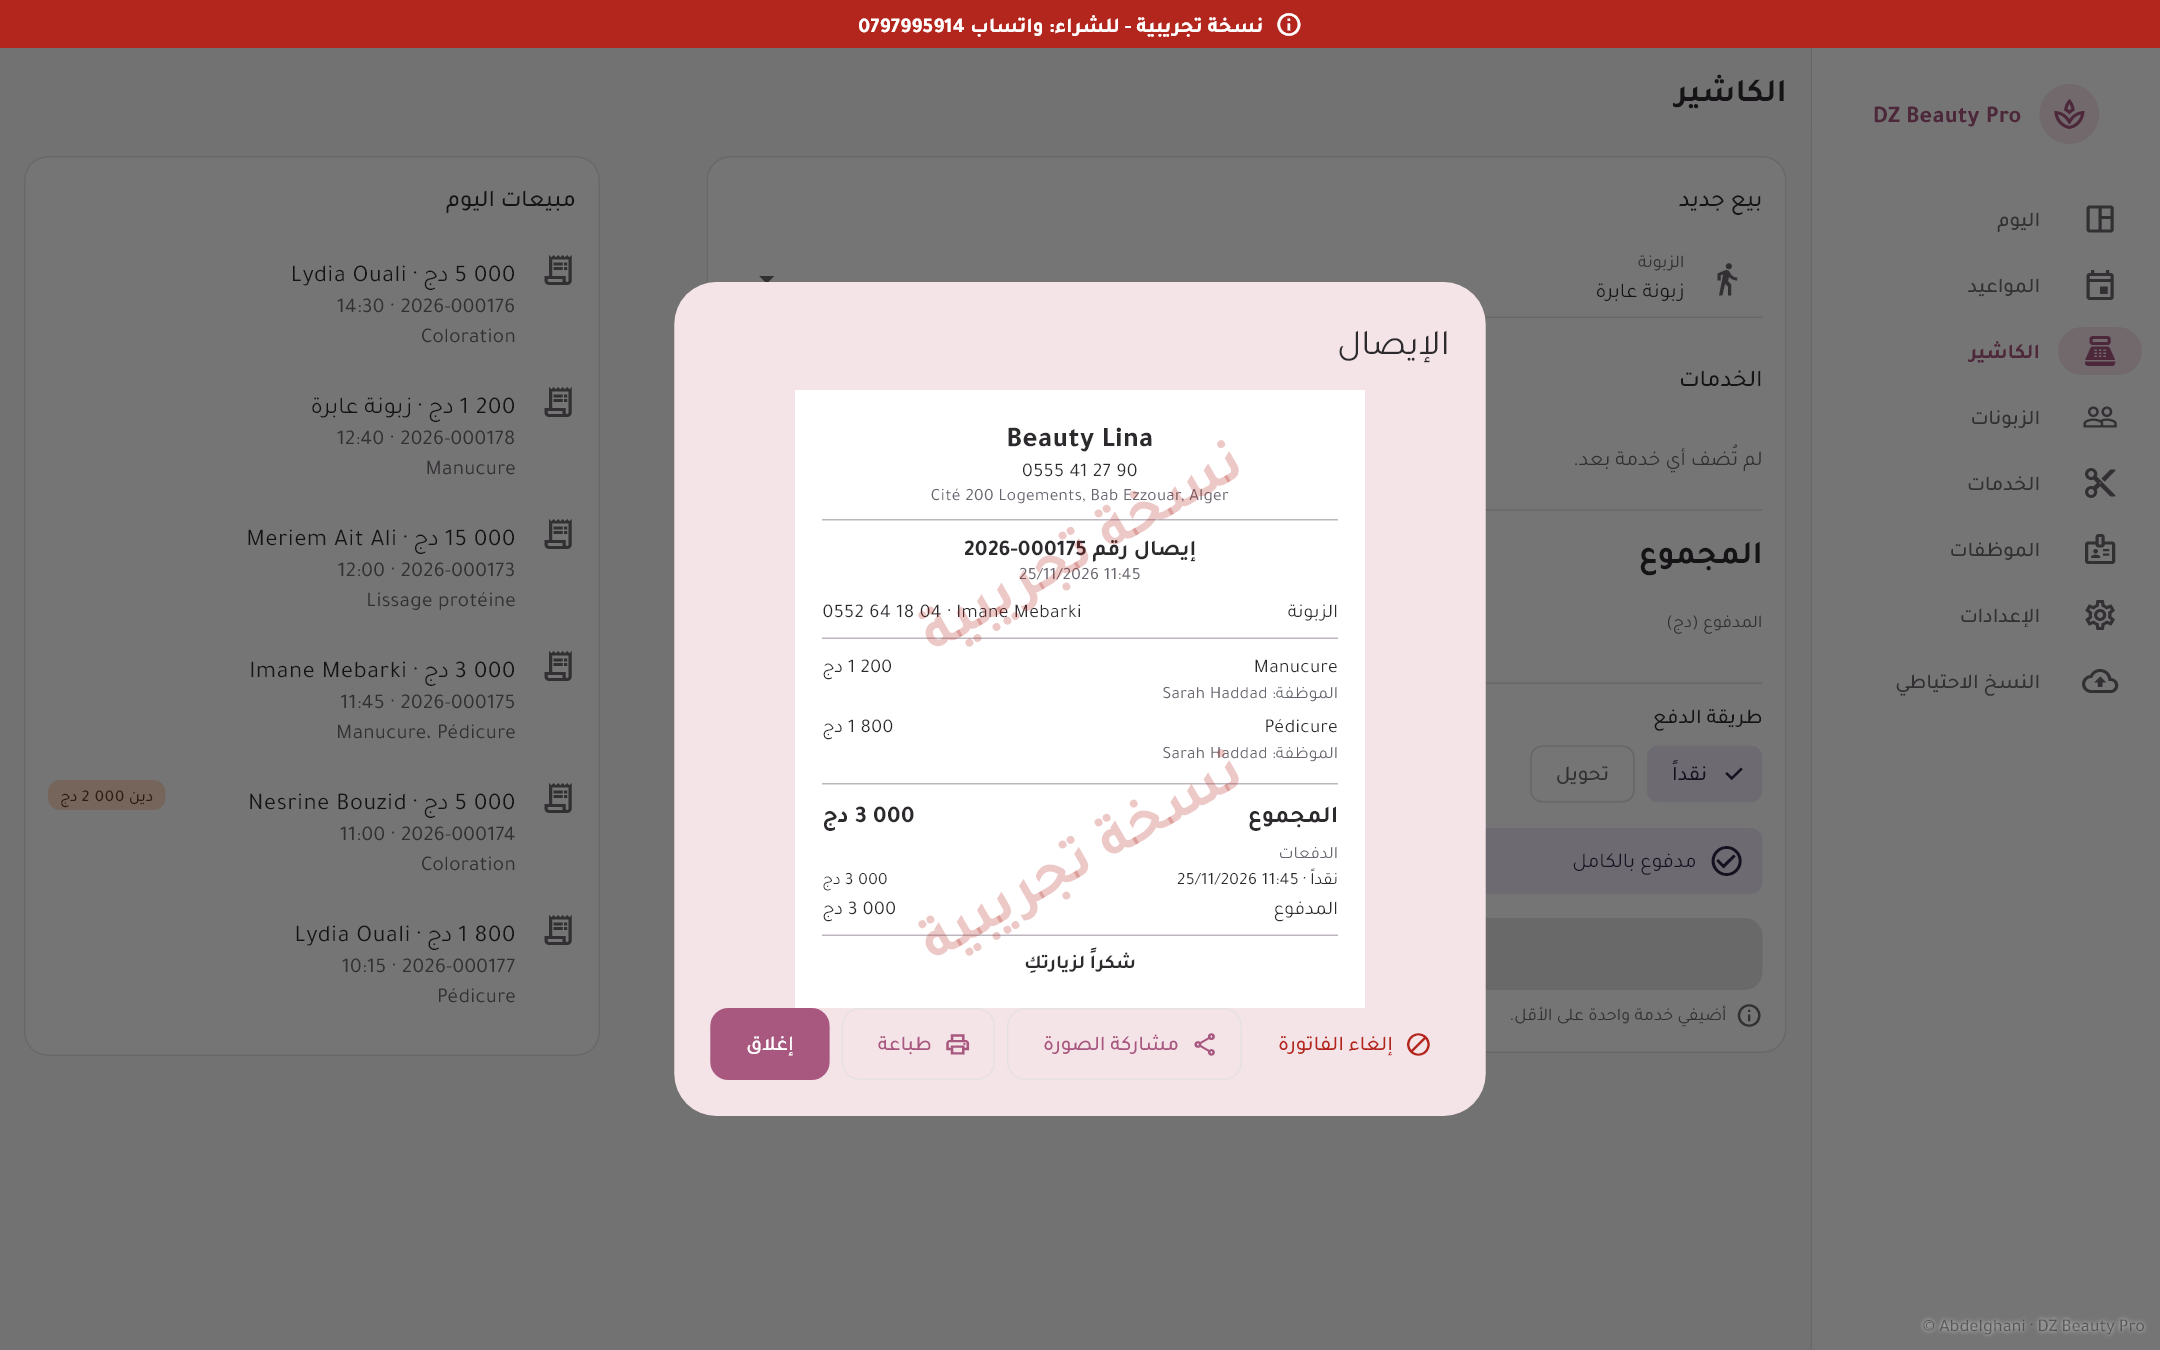 نسخة تجريبية - للشراء: واتساب 0797995914
DZ Beauty Pro
اليوم
المواعيد
الكاشير
الزبونات
الخدمات
الموظفات
الإعدادات
النسخ الاحتياطي
الكاشير
بيع جديد
الزبونة
زبونة عابرة
الخدمات
لم تُضف أي خدمة بعد.
المجموع
المدفوع (دج)
طريقة الدفع
نقداً
تحويل
مدفوع بالكامل
أضيفي خدمة واحدة على الأقل.
مبيعات اليوم
Lydia Ouali · 5 000 دج
14:30 · 2026-000176
Coloration
زبونة عابرة · 1 200 دج
12:40 · 2026-000178
Manucure
Meriem Ait Ali · 15 000 دج
12:00 · 2026-000173
Lissage protéine
Imane Mebarki · 3 000 دج
11:45 · 2026-000175
Manucure، Pédicure
Nesrine Bouzid · 5 000 دج
دين 2 000 دج
11:00 · 2026-000174
Coloration
Lydia Ouali · 1 800 دج
10:15 · 2026-000177
Pédicure
الإيصال
Beauty Lina
0555 41 27 90
Cité 200 Logements, Bab Ezzouar, Alger
إيصال رقم 2026-000175
25/11/2026 11:45
الزبونة
0552 64 18 04 · Imane Mebarki
Manucure
1 200 دج
الموظفة: Sarah Haddad
Pédicure
1 800 دج
الموظفة: Sarah Haddad
المجموع
3 000 دج
الدفعات
نقداً · 25/11/2026 11:45
3 000 دج
المدفوع
3 000 دج
شكراً لزيارتكِ
نسخة تجريبية
نسخة تجريبية
إلغاء الفاتورة
مشاركة الصورة
طباعة
إغلاق
© Abdelghani · DZ Beauty Pro